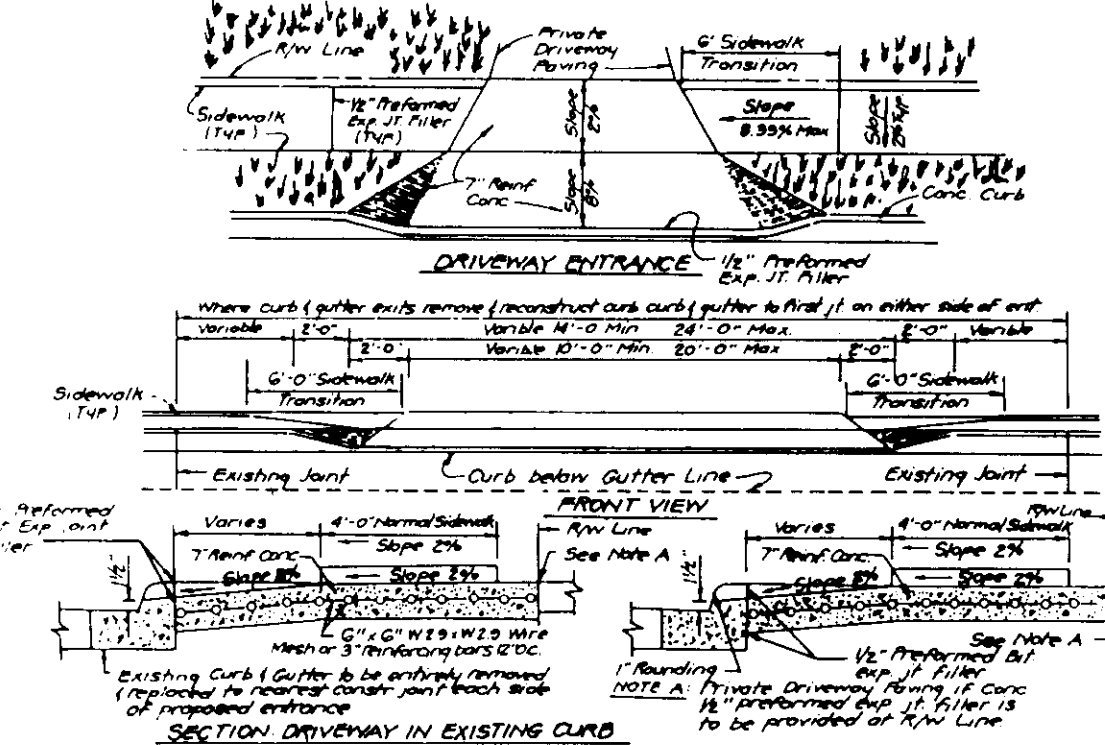 R/W Line
Private
Driveway
Paving
6' Sidewalk
Transition
Sidewalk
(TYP)
1/2" Preformed
Exp. JT. Filler
(TYP)
Slope
2%
Slope
8.33% Max
Slope
2% Typ
7" Reinf
Conc
Slope
8%
Conc. Curb
DRIVEWAY ENTRANCE
1/2" Preformed
Exp. JT. Filler
Where curb & gutter exits remove & reconstruct curb curb & gutter to first jt. on either side of ent.
Variable 2'-0" Varible 14'-0 Min 24'-0" Max. 2'-0" Variable
2'-0" Varible 10'-0" Min. 20'-0" Max 2'-0"
6'-0" Sidewalk
Transition
6'-0" Sidewalk
Transition
Sidewalk
(TYP)
Existing Joint
Curb below Gutter Line
Existing Joint
FRONT VIEW
Preformed
Exp Joint
Varies
4'-0" Normal Sidewalk
R/W Line
Slope 2%
7" Reinf Conc.
See Note A
Slope 8%
Slope 2%
1 1/2"
6" x 6" W2.9 x W2.9 Wire
Mesh or 3" reinforcing bars 12" OC.
Existing Curb & Gutter to be entirely removed
& replaced to nearest constr joint each side
of proposed entrance
SECTION DRIVEWAY IN EXISTING CURB
R/W Line
Varies
4'-0" Normal Sidewalk
Slope 2%
7" Reinf Conc.
Slope 8%
Slope 2%
1 1/2"
See Note A
1/2" Preformed Bit
exp. jt filler
1" Rounding
NOTE A: Private Driveway Paving if Conc
1/2" preformed exp jt. filler is
to be provided at R/W Line.